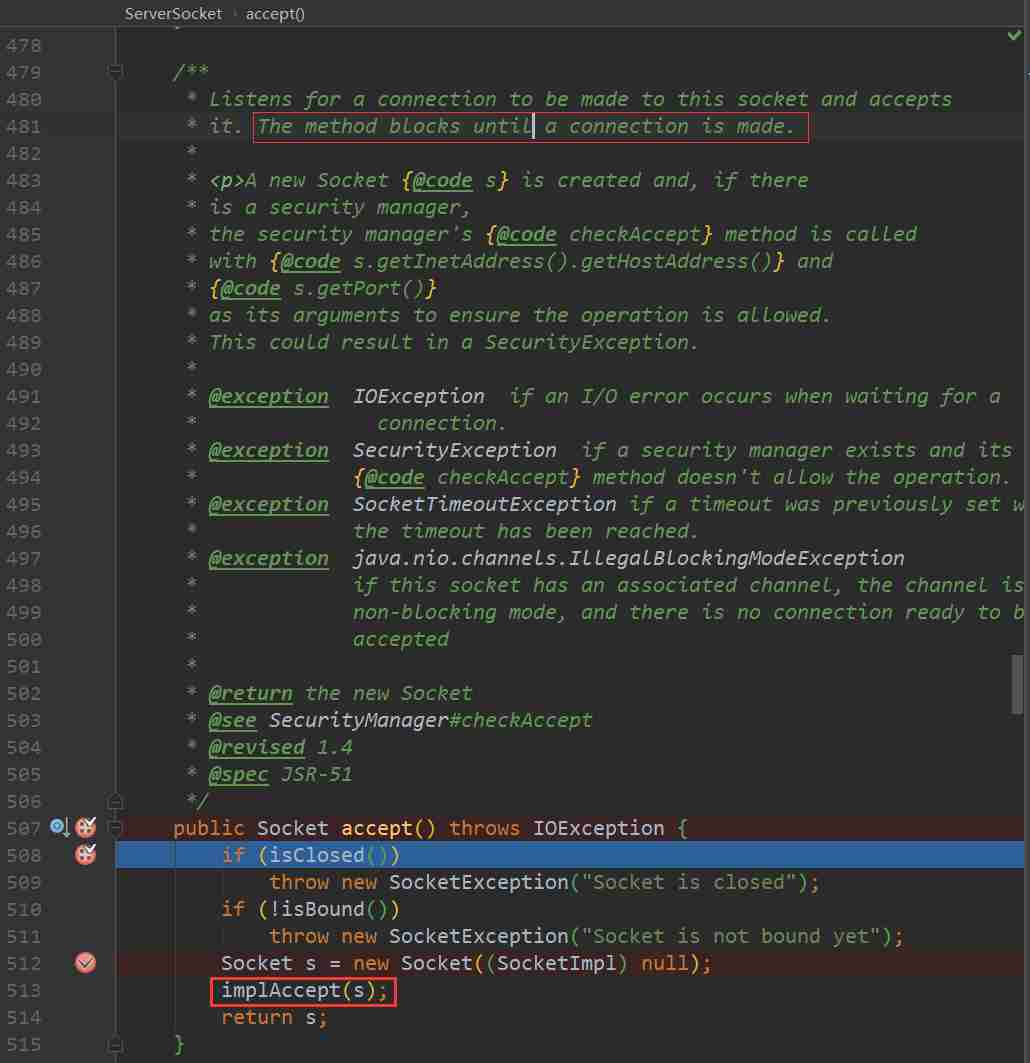 ServerSocket › accept()
478
479 /**
480 * Listens for a connection to be made to this socket and accepts
481 * it. The method blocks until a connection is made.
482 *
483 * <p>A new Socket {@code s} is created and, if there
484 * is a security manager,
485 * the security manager's {@code checkAccept} method is called
486 * with {@code s.getInetAddress().getHostAddress()} and
487 * {@code s.getPort()}
488 * as its arguments to ensure the operation is allowed.
489 * This could result in a SecurityException.
490 *
491 * @exception IOException if an I/O error occurs when waiting for a
492 * connection.
493 * @exception SecurityException if a security manager exists and its
494 * {@code checkAccept} method doesn't allow the operation.
495 * @exception SocketTimeoutException if a timeout was previously set w
496 * the timeout has been reached.
497 * @exception java.nio.channels.IllegalBlockingModeException
498 * if this socket has an associated channel, the channel is
499 * non-blocking mode, and there is no connection ready to b
500 * accepted
501 *
502 * @return the new Socket
503 * @see SecurityManager#checkAccept
504 * @revised 1.4
505 * @spec JSR-51
506 */
507 public Socket accept() throws IOException {
508 if (isClosed())
509 throw new SocketException("Socket is closed");
510 if (!isBound())
511 throw new SocketException("Socket is not bound yet");
512 Socket s = new Socket((SocketImpl) null);
513 implAccept(s);
514 return s;
515 }